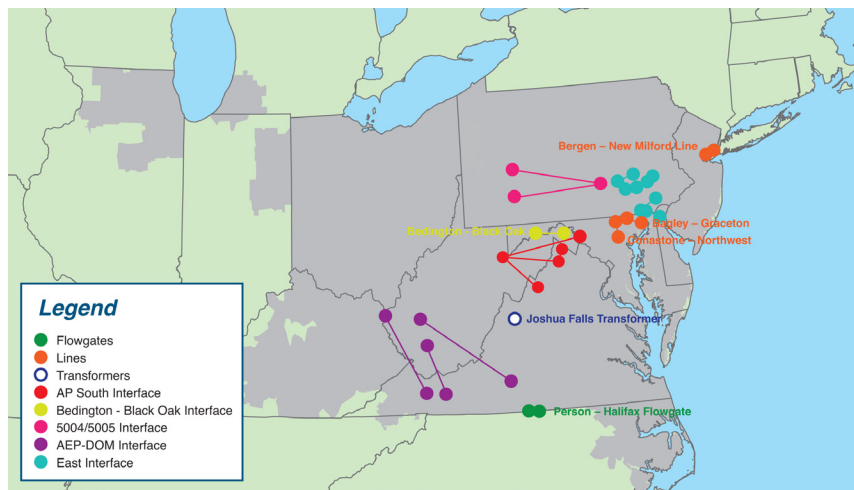 Bergen – New Milford Line
Bagley – Graceton
Bedington - Black Oak
Conastone – Northwest
Joshua Falls Transformer
Person – Halifax Flowgate
Legend
Flowgates
Lines
Transformers
AP South Interface
Bedington - Black Oak Interface
5004/5005 Interface
AEP-DOM Interface
East Interface